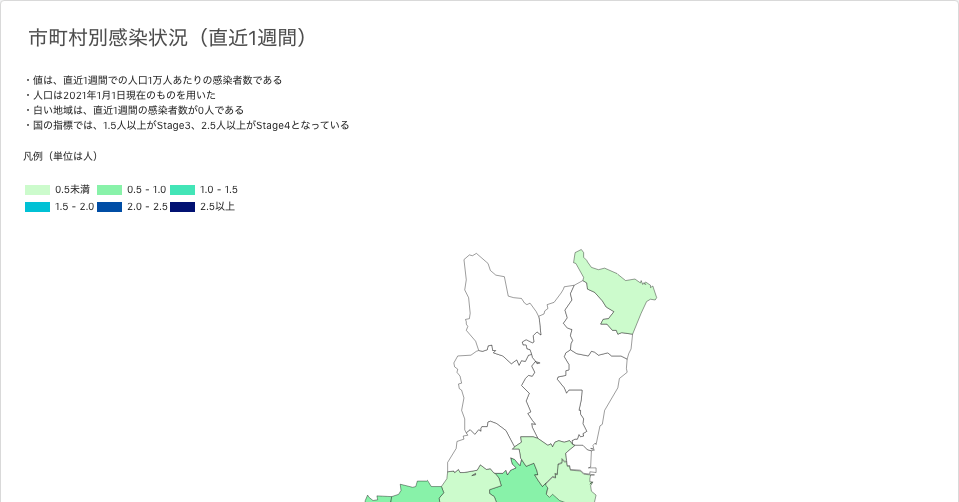 市町村別感染状況（直近1週間）
・値は、直近1週間での人口1万人あたりの感染者数である
・人口は2021年1月1日現在のものを用いた
・白い地域は、直近1週間の感染者数が0人である
・国の指標では、1.5人以上がStage3、2.5人以上がStage4となっている
凡例（単位は人）
0.5未満 0.5 - 1.0 1.0 - 1.5
1.5 - 2.0 2.0 - 2.5 2.5以上